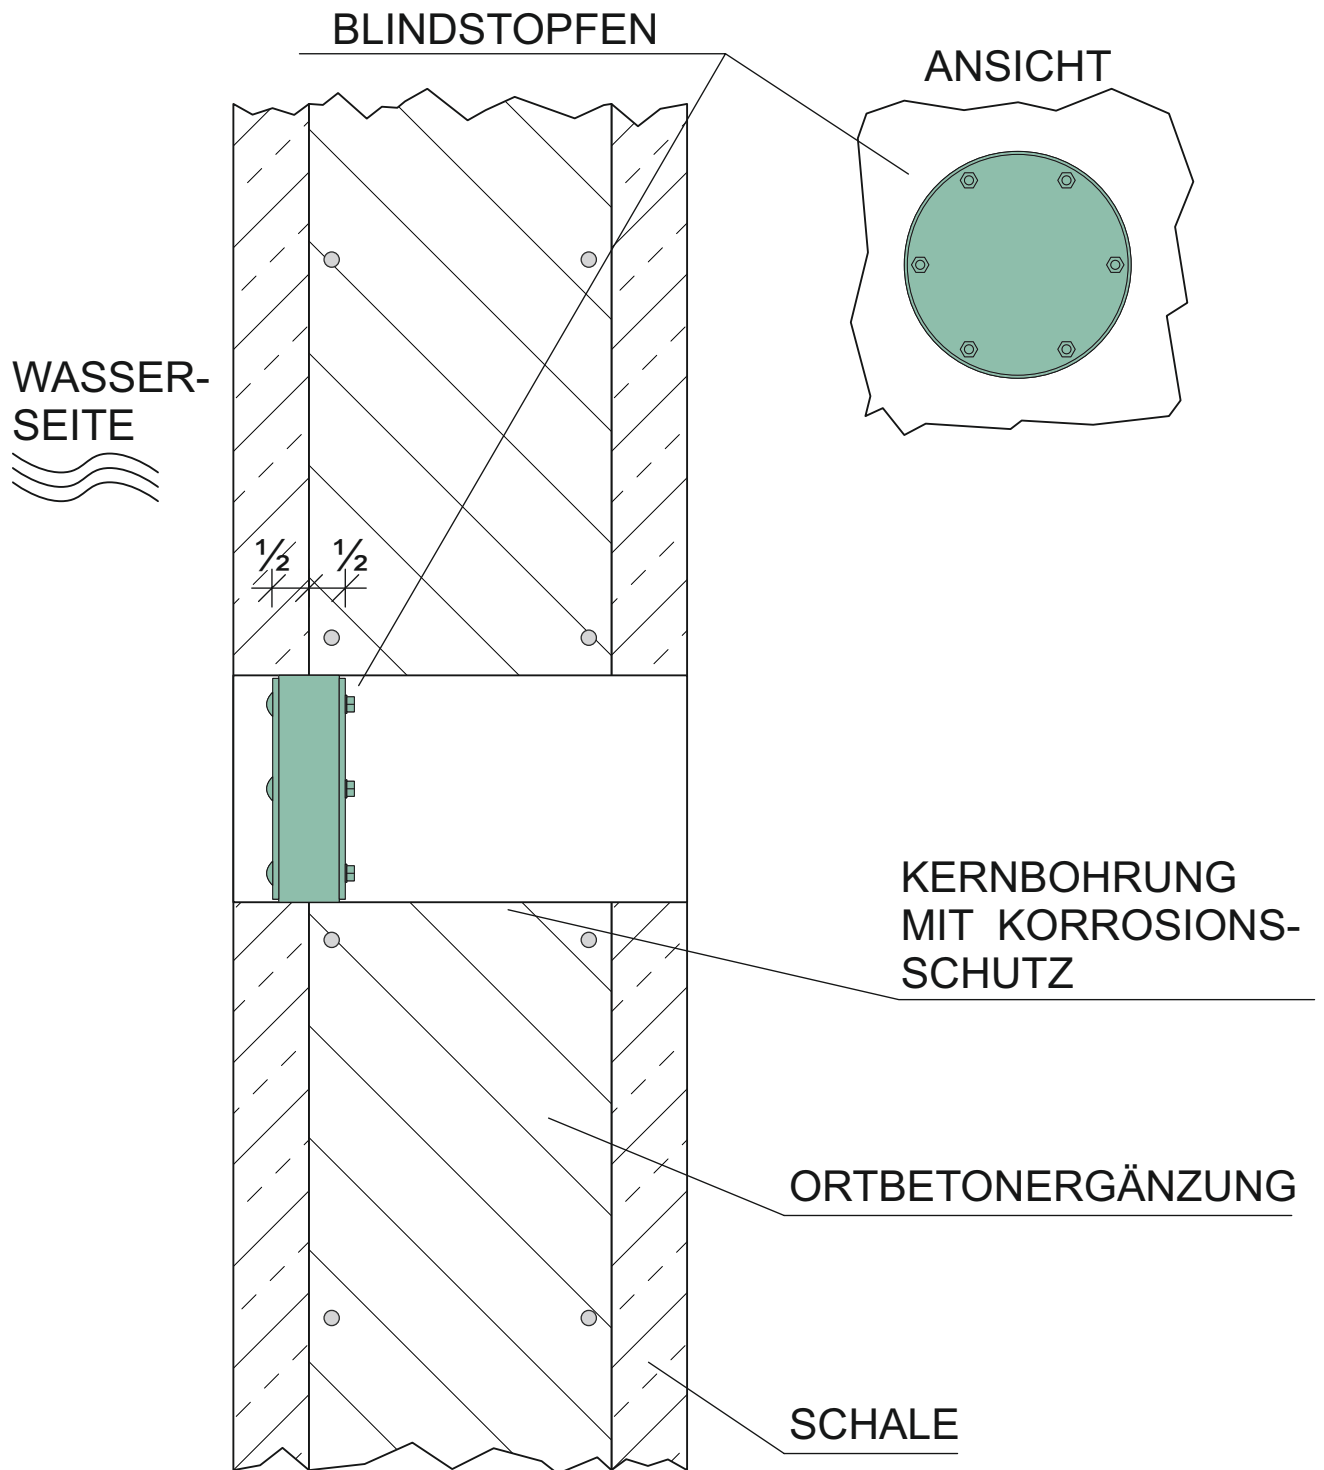 BLINDSTOPFEN
ANSICHT
WASSER-
SEITE
½ ½
KERNBOHRUNG
MIT KORROSIONS-
SCHUTZ
ORTBETONERGÄNZUNG
SCHALE